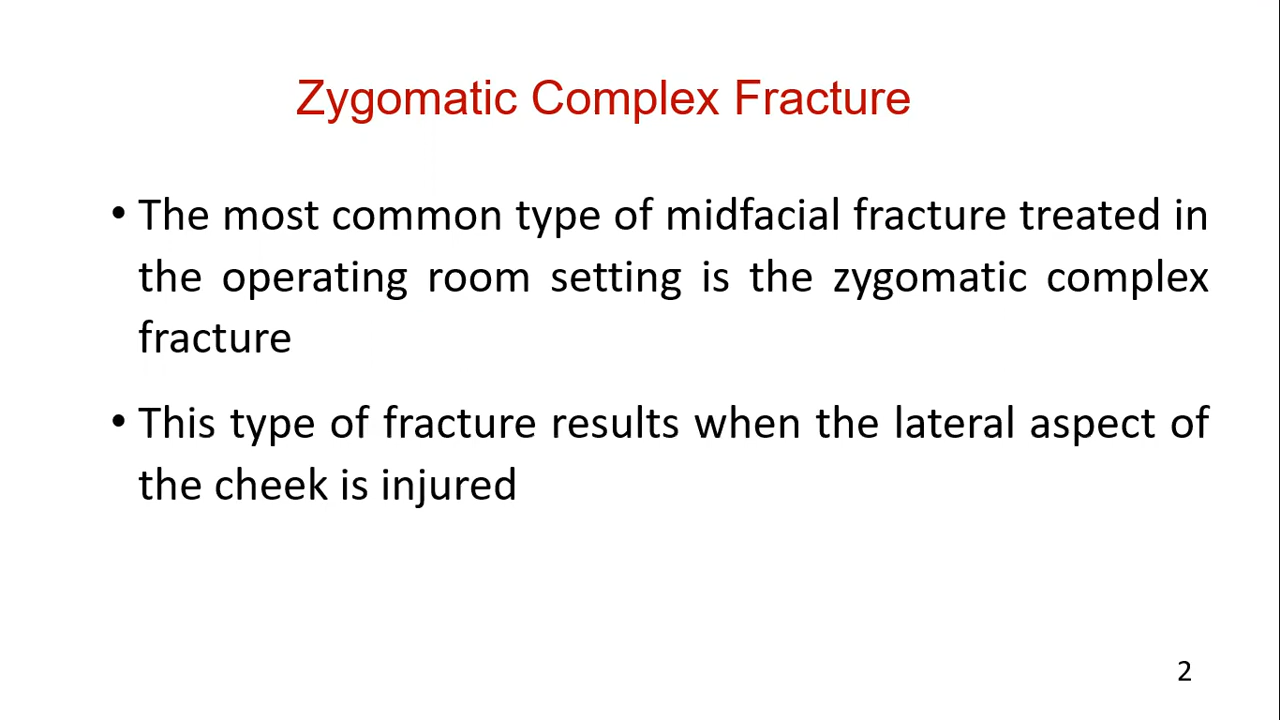 Zygomatic Complex Fracture
• The most common type of midfacial fracture treated in
the operating room setting is the zygomatic complex
fracture
• This type of fracture results when the lateral aspect of
the cheek is injured
2